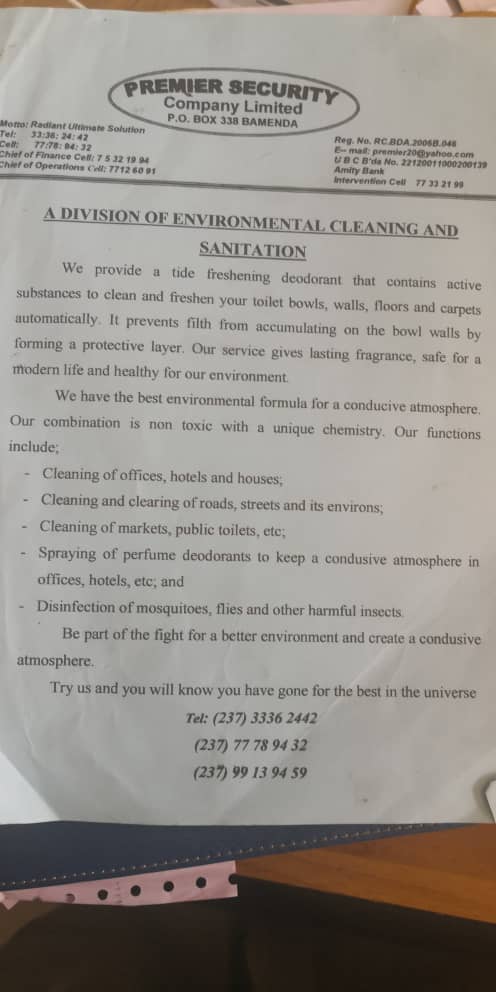 PREMIER SECURITY
Company Limited
P.O. BOX 338 BAMENDA
Motto: Radiant Ultimate Solution
Tel: 33:36: 24: 42
Cell: 77:78: 94: 32
Chief of Finance Cell: 7 5 32 19 94
Chief of Operations Cell: 7712 60 91
Reg. No. RC.BDA.2006B.046
E-- mail: premier20@yahoo.com
U B C B'da No. 22120011000200139
Amity Bank
Intervention Cell 77 33 21 99
A DIVISION OF ENVIRONMENTAL CLEANING AND
SANITATION
We provide a tide freshening deodorant that contains active
substances to clean and freshen your toilet bowls, walls, floors and carpets
automatically. It prevents filth from accumulating on the bowl walls by
forming a protective layer. Our service gives lasting fragrance, safe for a
modern life and healthy for our environment.
We have the best environmental formula for a conducive atmosphere.
Our combination is non toxic with a unique chemistry. Our functions
include;
- Cleaning of offices, hotels and houses;
- Cleaning and clearing of roads, streets and its environs;
- Cleaning of markets, public toilets, etc;
- Spraying of perfume deodorants to keep a condusive atmosphere in
offices, hotels, etc; and
- Disinfection of mosquitoes, flies and other harmful insects.
Be part of the fight for a better environment and create a condusive
atmosphere.
Try us and you will know you have gone for the best in the universe
Tel: (237) 3336 2442
(237) 77 78 94 32
(237) 99 13 94 59